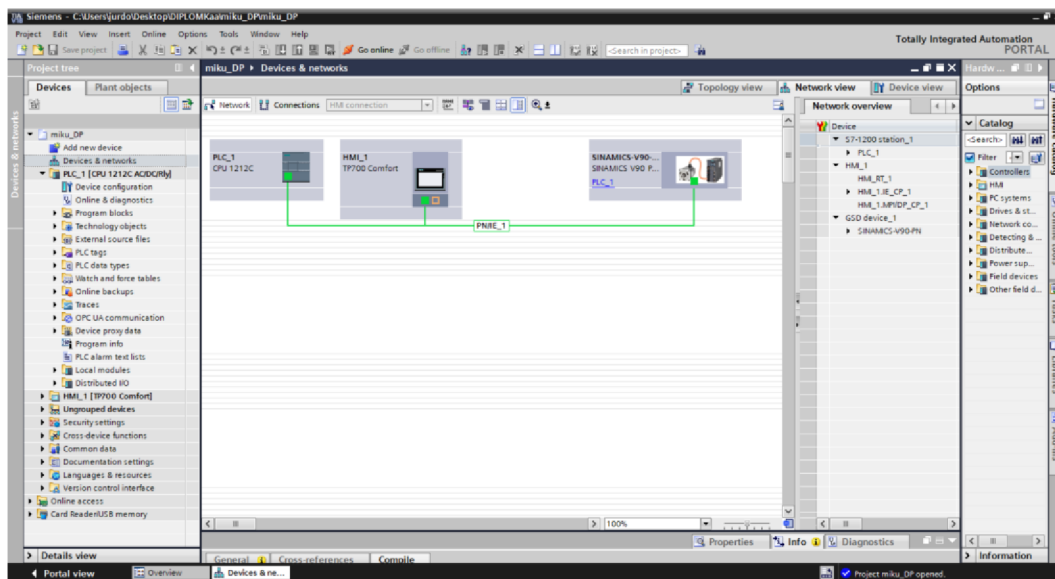 Siemens - C:\Users\jurdo\Desktop\DIPLOMKaa\miku_DP\miku_DP
Project Edit View Insert Online Options Tools Window Help
Save project Go online Go offline <Search in project>
Totally Integrated Automation
PORTAL
Project tree
miku_DP ▸ Devices & networks
Hardw...
Devices Plant objects
Topology view Network view Device view
Options
Network Connections HMI connection
Network overview
Devices & networks
miku_DP
Add new device
Devices & networks
PLC_1 [CPU 1212C AC/DC/Rly]
Device configuration
Online & diagnostics
Program blocks
Technology objects
External source files
PLC tags
PLC data types
Watch and force tables
Online backups
Traces
OPC UA communication
Device proxy data
Program info
PLC alarm text lists
Local modules
Distributed I/O
HMI_1 [TP700 Comfort]
Ungrouped devices
Security settings
Cross-device functions
Common data
Documentation settings
Languages & resources
Version control interface
Online access
Card Reader/USB memory
PLC_1
CPU 1212C
HMI_1
TP700 Comfort
SINAMICS-V90-...
SINAMICS V90 P...
PLC_1
PN/IE_1
Device
S7-1200 station_1
PLC_1
HMI_1
HMI_RT_1
HMI_1.IE_CP_1
HMI_1.MPI/DP_CP_1
GSD device_1
SINAMICS-V90-PN
Catalog
<Search>
Filter
Controllers
HMI
PC systems
Drives & st...
Network co...
Detecting & ...
Distribute...
Power sup...
Field devices
Other field d...
100%
Properties Info Diagnostics
Details view
General Cross-references Compile
Information
Portal view Overview Devices & ne...
Project miku_DP opened.